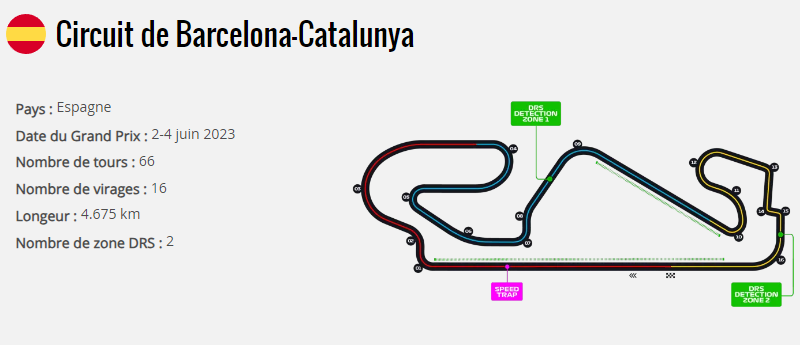 Circuit de Barcelona-Catalunya
Pays : Espagne
Date du Grand Prix : 2-4 juin 2023
Nombre de tours : 66
Nombre de virages : 16
Longeur : 4.675 km
Nombre de zone DRS : 2
DRS
DETECTION
ZONE 1
09
04
12
13
03
11
05
14
15
08
06
10
02
07
16
01
SPEED
TRAP
DRS
DETECTION
ZONE 2